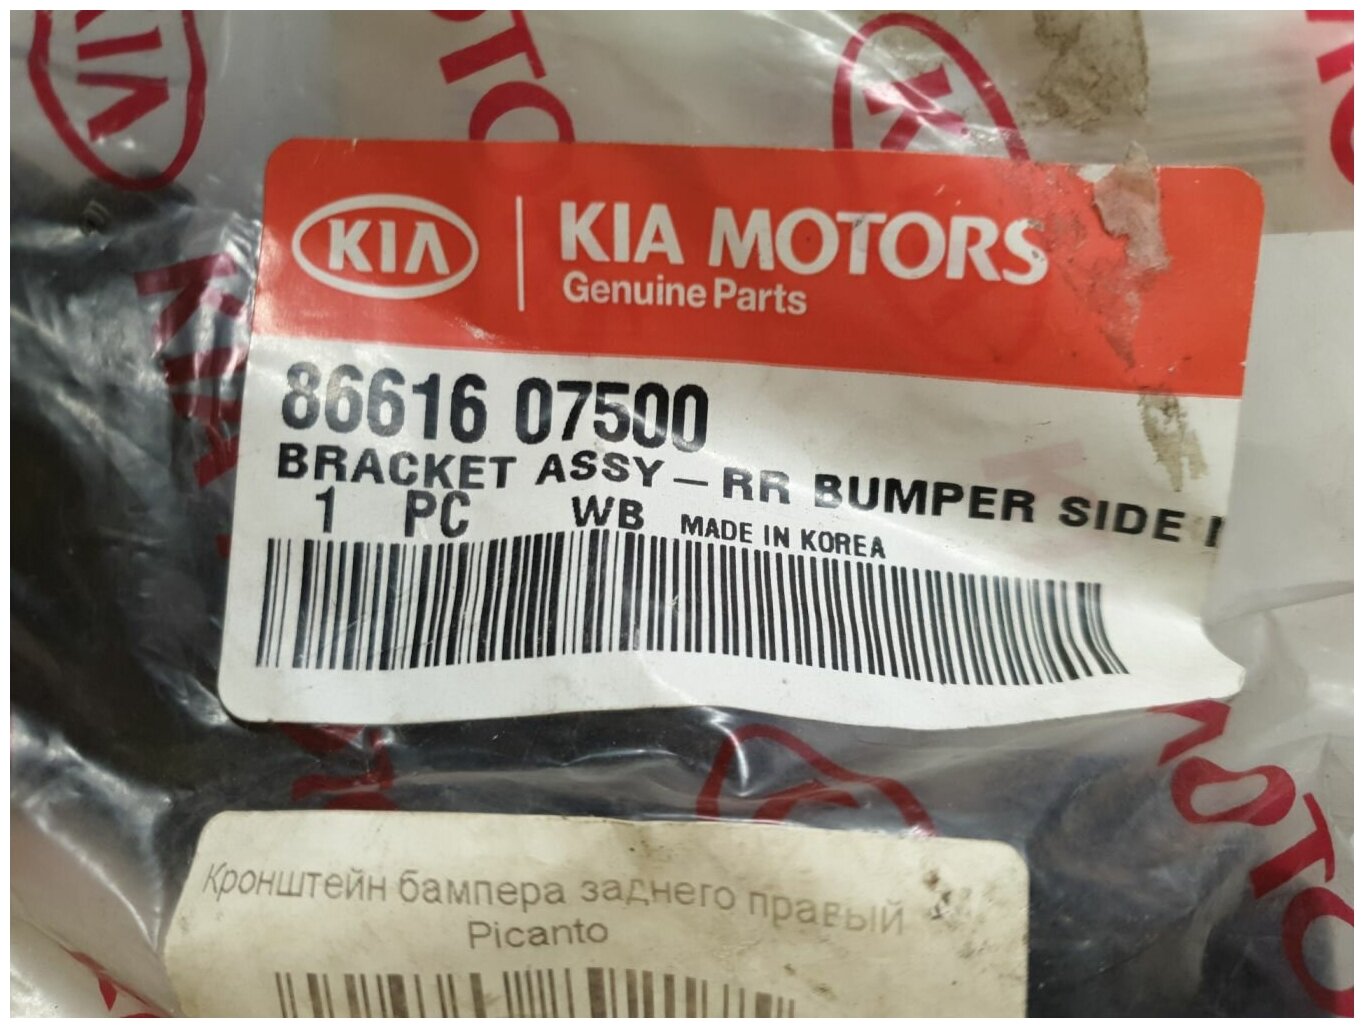 KIA
KIA MOTORS
Genuine Parts
86616 07500
BRACKET ASSY-RR BUMPER SIDE
1 PC WB MADE IN KOREA
Кронштейн бампера заднего правый
Picanto